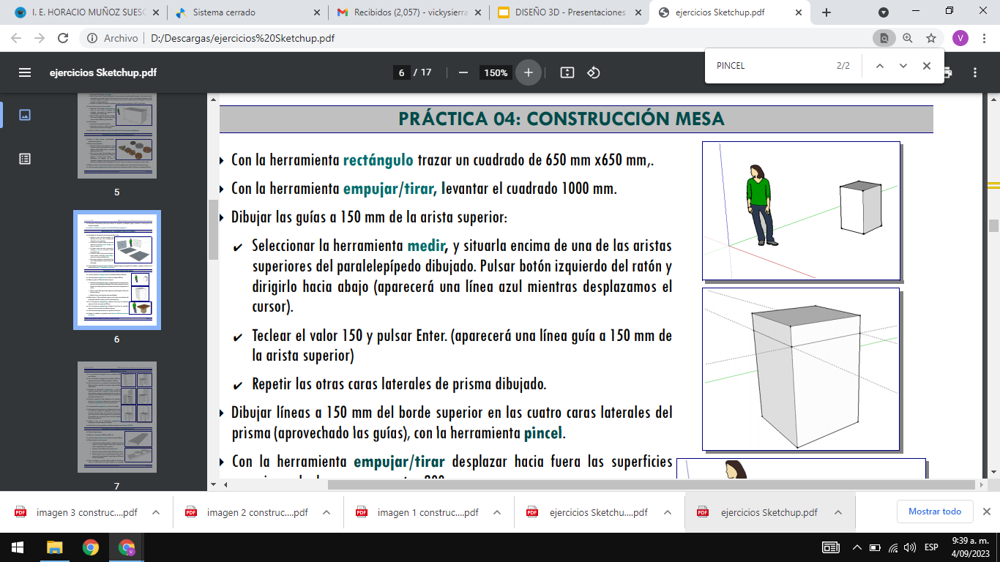 I. E. HORACIO MUÑOZ SUESC
Sistema cerrado
Recibidos (2,057) - vickysierra
DISEÑO 3D - Presentaciones
ejercicios Sketchup.pdf
Archivo
D:/Descargas/ejercicios%20Sketchup.pdf
V
ejercicios Sketchup.pdf
6 / 17
150%
PINCEL
2/2
5
6
7
PRÁCTICA 04: CONSTRUCCIÓN MESA
Con la herramienta rectángulo trazar un cuadrado de 650 mm x650 mm,.
Con la herramienta empujar/tirar, levantar el cuadrado 1000 mm.
Dibujar las guías a 150 mm de la arista superior:
✔ Seleccionar la herramienta medir, y situarla encima de una de las aristas
superiores del paralelepípedo dibujado. Pulsar botón izquierdo del ratón y
dirigirlo hacia abajo (aparecerá una línea azul mientras desplazamos el
cursor).
✔ Teclear el valor 150 y pulsar Enter. (aparecerá una línea guía a 150 mm de
la arista superior)
✔ Repetir las otras caras laterales de prisma dibujado.
Dibujar líneas a 150 mm del borde superior en las cuatro caras laterales del
prisma (aprovechado las guías), con la herramienta pincel.
Con la herramienta empujar/tirar desplazar hacia fuera las superficies
imagen 3 construc....pdf
imagen 2 construc....pdf
imagen 1 construc....pdf
ejercicios Sketchu....pdf
ejercicios Sketchup.pdf
Mostrar todo
ESP
9:39 a. m.
4/09/2023